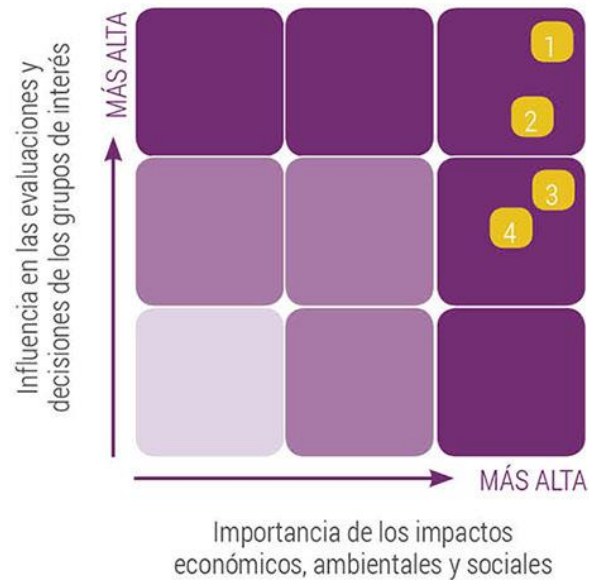 Influencia en las evaluaciones y
decisiones de los grupos de interés
MÁS ALTA
1
2
3
4
MÁS ALTA
Importancia de los impactos
económicos, ambientales y sociales